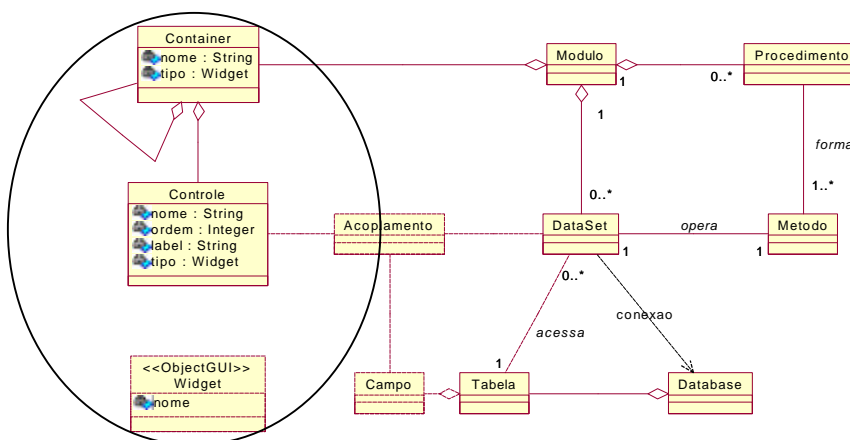 Container
nome : String
tipo : Widget
Modulo
1
1
Procedimento
0..*
forma
1..*
Controle
nome : String
ordem : Integer
label : String
tipo : Widget
Acoplamento
0..*
DataSet
1
0..*
opera
Metodo
1
acessa
1
conexao
<<ObjectGUI>>
Widget
nome
Campo
Tabela
Database